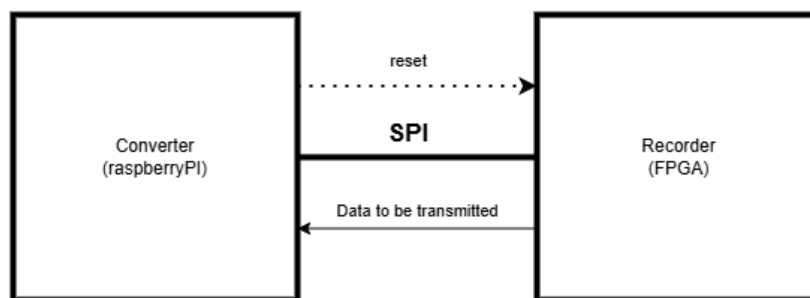 reset
SPI
Converter
(raspberryPI)
Recorder
(FPGA)
Data to be transmitted